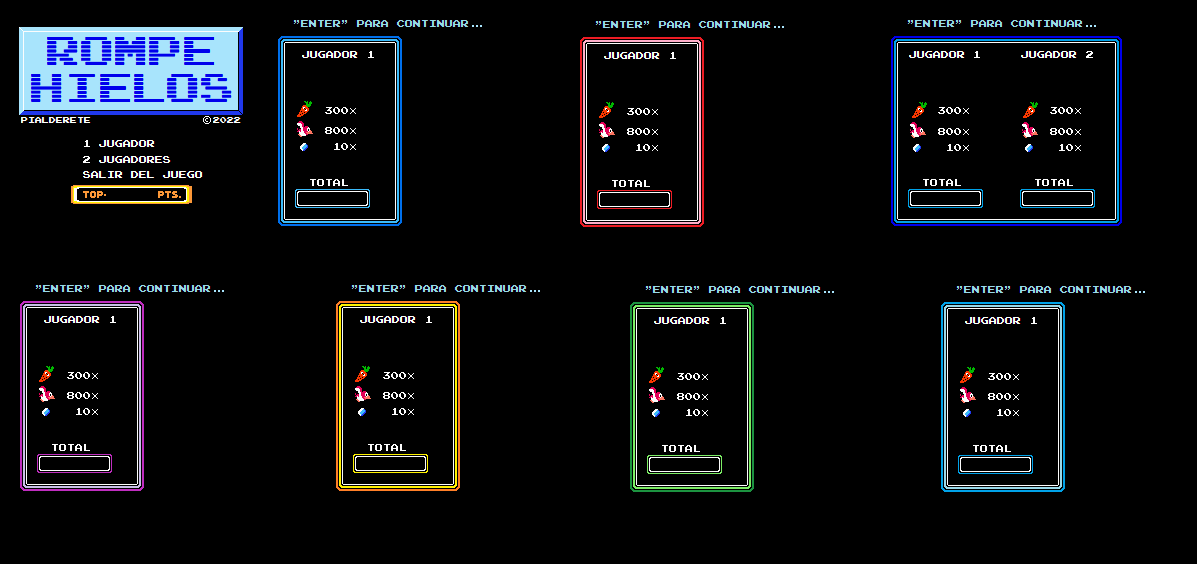 ROMPE
HIELOS
PIALDERETE ©2022
1 JUGADOR
2 JUGADORES
SALIR DEL JUEGO
TOP- PTS.
"ENTER" PARA CONTINUAR...
JUGADOR 1
300×
800×
10×
TOTAL
"ENTER" PARA CONTINUAR...
JUGADOR 1
300×
800×
10×
TOTAL
"ENTER" PARA CONTINUAR...
JUGADOR 1 JUGADOR 2
300× 300×
800× 800×
10× 10×
TOTAL TOTAL
"ENTER" PARA CONTINUAR...
JUGADOR 1
300×
800×
10×
TOTAL
"ENTER" PARA CONTINUAR...
JUGADOR 1
300×
800×
10×
TOTAL
"ENTER" PARA CONTINUAR...
JUGADOR 1
300×
800×
10×
TOTAL
"ENTER" PARA CONTINUAR...
JUGADOR 1
300×
800×
10×
TOTAL